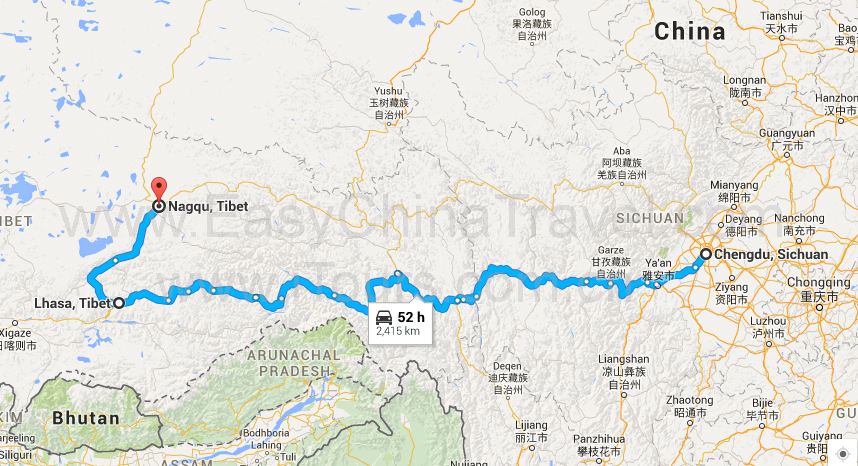 Golog
果洛藏族
自治州
China
Tianshui
天水市
Bao
宝鸡市
Yushu
玉树藏族
自治州
Longnan
陇南市
Hanzhon
汉中市
Guangyuan
广元市
Aba
阿坝藏族
羌族自治州
Mianyang
绵阳市
Nagqu, Tibet
TIBET
www.EasyChinaTravel
SICHUAN
Deyang
德阳市
Nanchong
南充市
Garze
甘孜藏族
自治州
Ya'an
雅安市
Chengdu, Sichuan
Ziyang
资阳市
Chongqing
重庆市
Lhasa, Tibet
52 h
2,415 km
Xigaze
日喀则市
Luzhou
泸州市
ARUNACHAL
PRADESH
Deqen
迪庆藏族
自治州
Liangshan
凉山彝族
自治州
Zhaotong
昭通市
Bijie
毕节市
Bhutan
KIM
GU
Bodhboria
Lahing
Tuli
Lijiang
丽江市
Panzhihua
攀枝花市
Guiyang
贵阳
arjeeling
Siliguri
ASSAM
Nujiang